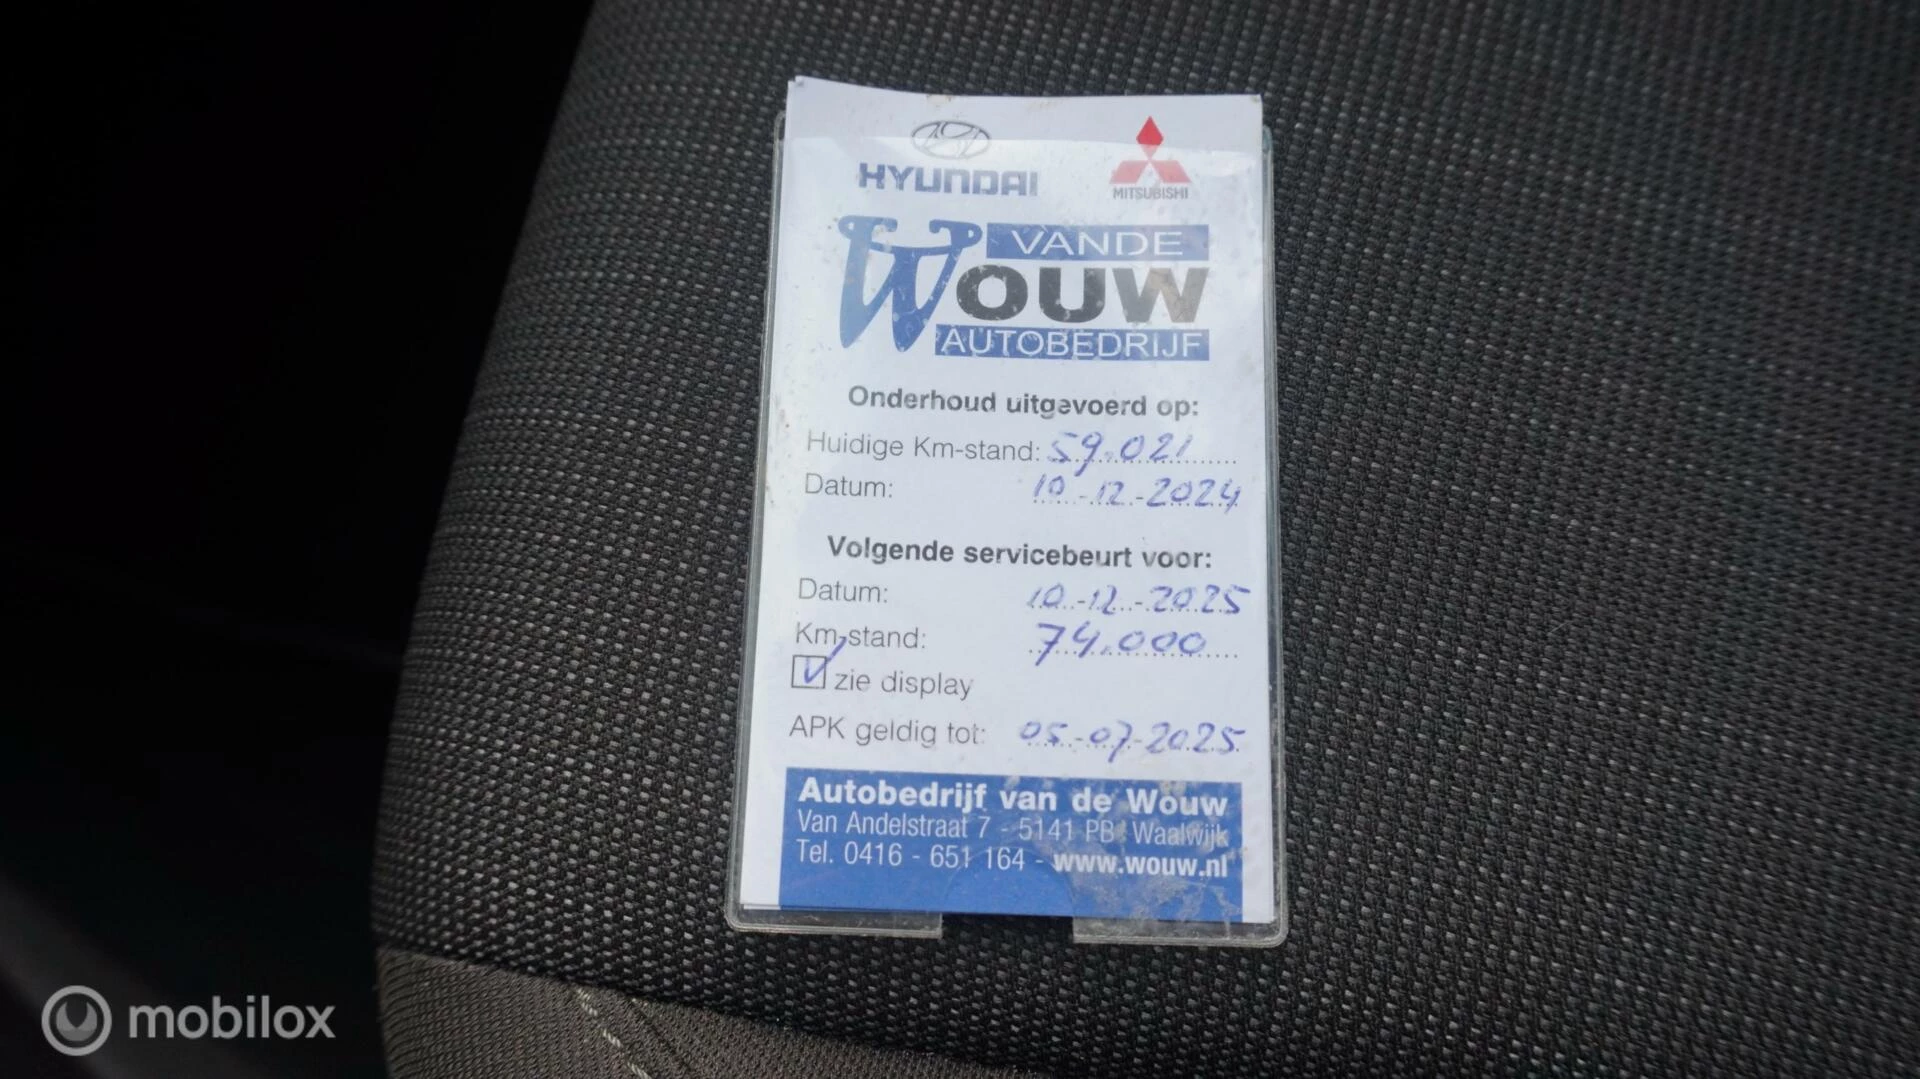 HYUNDAI MITSUBISHI
VAN DE
WOUW
AUTOBEDRIJF
Onderhoud uitgevoerd op:
Huidige Km-stand: 59.021
Datum: 10-12-2024
Volgende servicebeurt voor:
Datum: 10-12-2025
Km-stand: 74.000
zie display
APK geldig tot: 05-07-2025
Autobedrijf van de Wouw
Van Andelstraat 7 - 5141 PB Waalwijk
Tel. 0416 - 651 164 - www.wouw.nl
mobilox